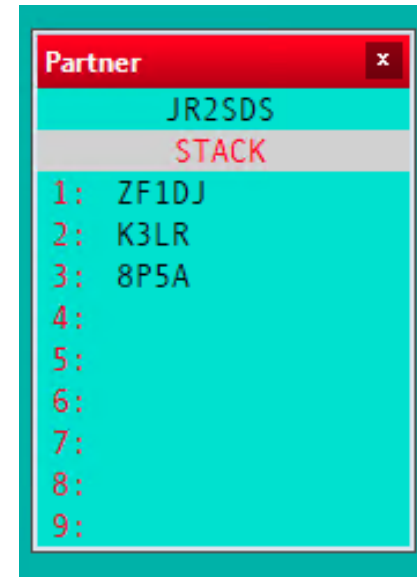 Partner x
JR2SDS
STACK
1: ZF1DJ
2: K3LR
3: 8P5A
4:
5:
6:
7:
8:
9: